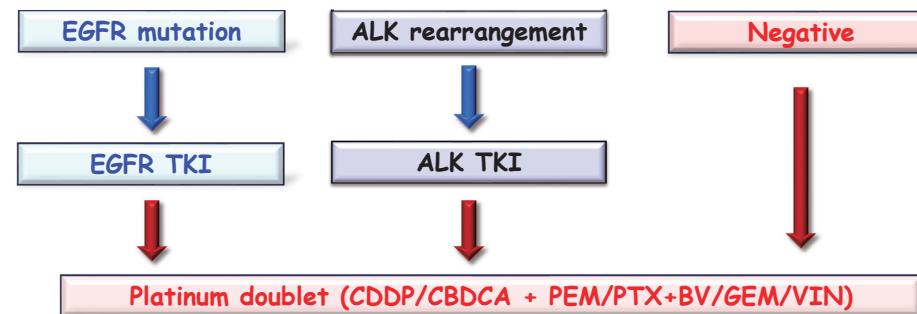 EGFR mutation
ALK rearrangement
Negative
EGFR TKI
ALK TKI
Platinum doublet (CDDP/CBDCA + PEM/PTX+BV/GEM/VIN)